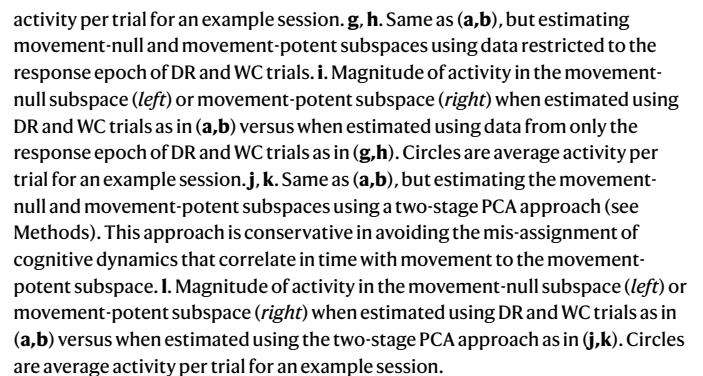 activity per trial for an example session. g, h. Same as (a,b), but estimating
movement-null and movement-potent subspaces using data restricted to the
response epoch of DR and WC trials. i. Magnitude of activity in the movement-
null subspace (left) or movement-potent subspace (right) when estimated using
DR and WC trials as in (a,b) versus when estimated using data from only the
response epoch of DR and WC trials as in (g,h). Circles are average activity per
trial for an example session. j, k. Same as (a,b), but estimating the movement-
null and movement-potent subspaces using a two-stage PCA approach (see
Methods). This approach is conservative in avoiding the mis-assignment of
cognitive dynamics that correlate in time with movement to the movement-
potent subspace. l. Magnitude of activity in the movement-null subspace (left) or
movement-potent subspace (right) when estimated using DR and WC trials as in
(a,b) versus when estimated using the two-stage PCA approach as in (j,k). Circles
are average activity per trial for an example session.